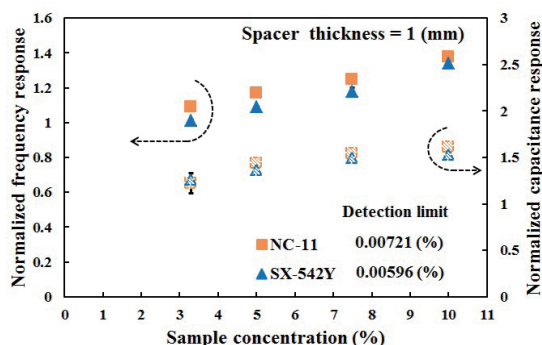 Spacer thickness = 1 (mm)
Normalized frequency response
1.6
1.4
1.2
1
0.8
0.6
0.4
0.2
0
Normalized capacitance response
3
2.5
2
1.5
1
0.5
0
Detection limit
NC-11 0.00721 (%)
SX-542Y 0.00596 (%)
0 1 2 3 4 5 6 7 8 9 10 11
Sample concentration (%)